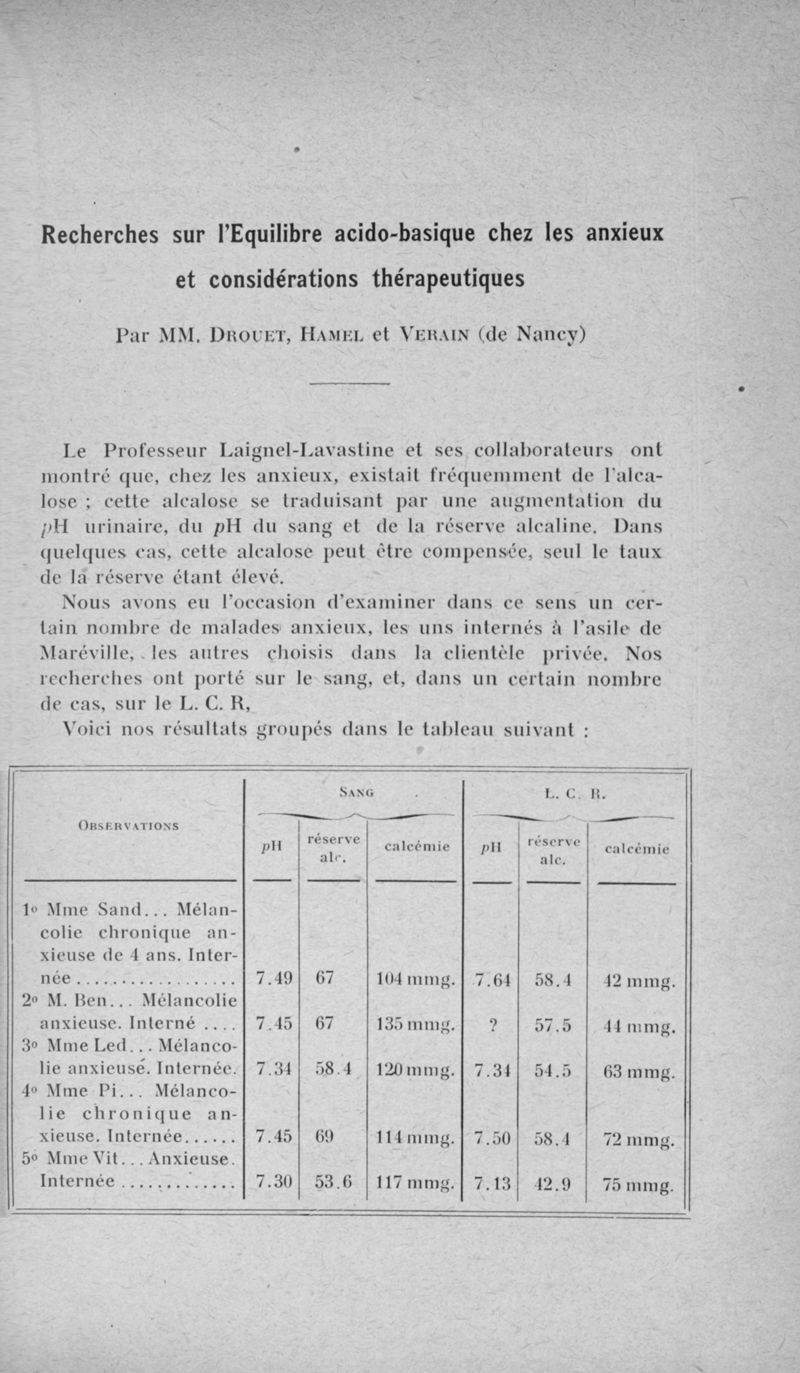 Recherches sur l'Equilibre acido-basique chez les anxieux
et considérations thérapeutiques
Par MM. Drouet, Hamel et Verain (de Nancy)
Le Professeur Laignel-Lavastine et ses collaborateurs ont
montré que, chez les anxieux, existait fréquemment de l'alca-
lose ; cette alcalose se traduisant par une augmentation du
pH urinaire, du pH du sang et de la réserve alcaline. Dans
quelques cas, cette alcalose peut être compensée, seul le taux
de la réserve étant élevé.
Nous avons eu l'occasion d'examiner dans ce sens un cer-
tain nombre de malades anxieux, les uns internés à l'asile de
Maréville, les autres choisis dans la clientèle privée. Nos
recherches ont porté sur le sang, et, dans un certain nombre
de cas, sur le L. C. R,
Voici nos résultats groupés dans le tableau suivant :
Observations Sang L. C. R.
pH réserve alc. calcémie pH réserve alc. calcémie
1o Mme Sand... Mélan-
colie chronique an-
xieuse de 4 ans. Inter-
née .................. 7.49 67 104 mmg. 7.64 58.4 42 mmg.
2o M. Ben... Mélancolie
anxieuse. Interné .... 7.45 67 135 mmg. ? 57.5 44 mmg.
3o Mme Led... Mélanco-
lie anxieuse. Internée. 7.34 58.4 120 mmg. 7.34 54.5 63 mmg.
4o Mme Pi... Mélanco-
lie chronique an-
xieuse. Internée...... 7.45 69 114 mmg. 7.50 58.4 72 mmg.
5o Mme Vit... Anxieuse.
Internée ............. 7.30 53.6 117 mmg. 7.13 42.9 75 mmg.